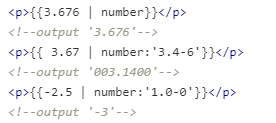 <p>{{3.676 | number}}</p>
<!--output '3.676'-->
<p>{{ 3.67 | number:'3.4-6'}}</p>
<!--output '003.1400'-->
<p>{{-2.5 | number:'1.0-0'}}</p>
<!--output '-3'-->